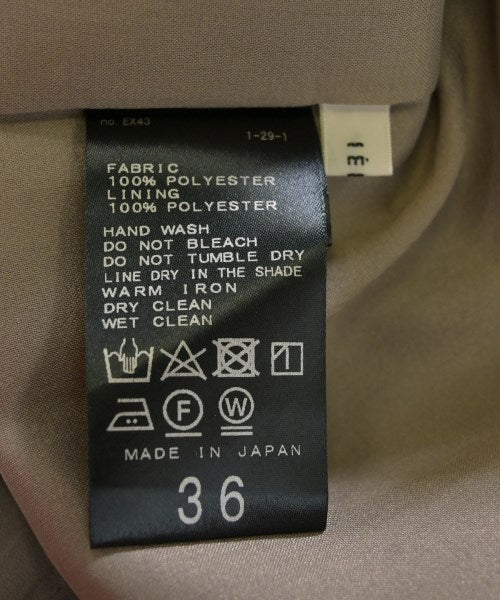 no. EX43
1-29-1
FABRIC
100% POLYESTER
LINING
100% POLYESTER
HAND WASH
DO NOT BLEACH
DO NOT TUMBLE DRY
LINE DRY IN THE SHADE
WARM IRON
DRY CLEAN
WET CLEAN
F W
MADE IN JAPAN
36